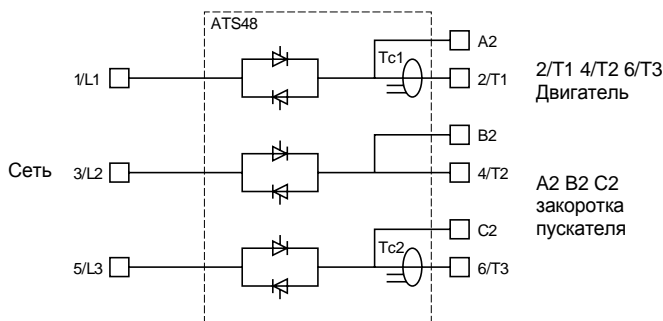 ATS48
A2
Tc1
1/L1
2/T1
2/T1 4/T2 6/T3
Двигатель
B2
Сеть
3/L2
4/T2
A2 B2 C2
закоротка
пускателя
C2
Tc2
5/L3
6/T3